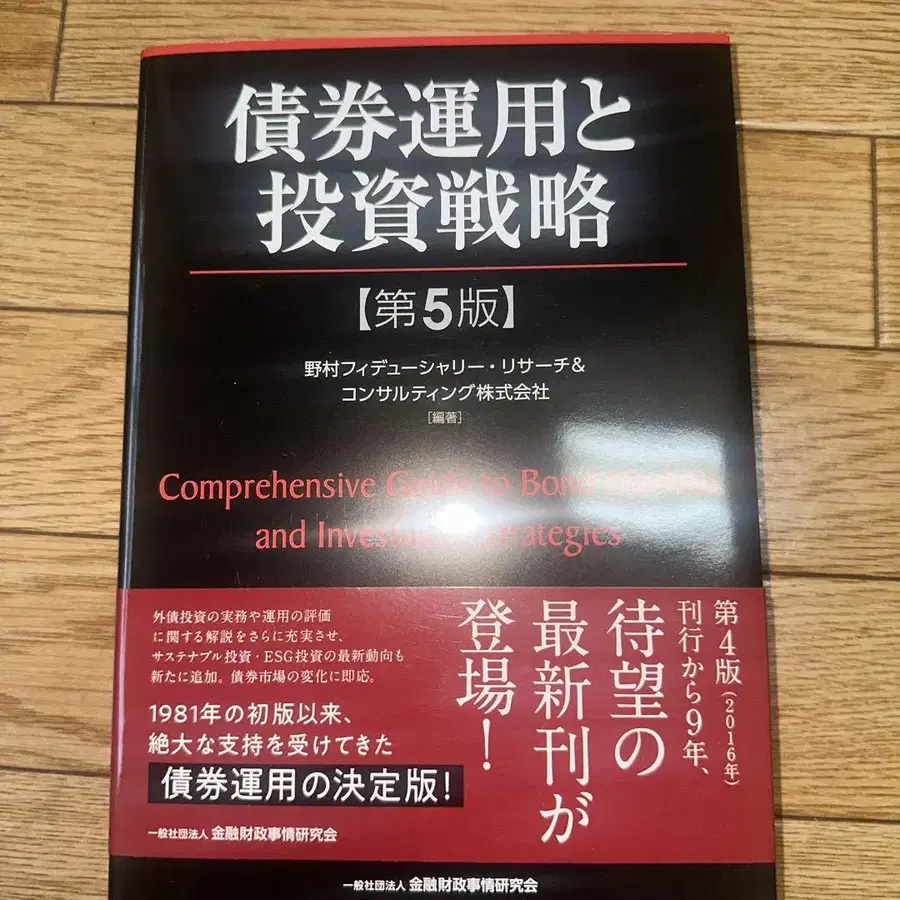 債券運用と
投資戦略
【第5版】
野村フィデューシャリー・リサーチ&
コンサルティング株式会社
[編著]
Comprehensive Guide to Bond
and Investment Strategies
第4版(2016年)
刊行から9年、
待望の
最新刊が
登場!
外債投資の実務や運用の評価
に関する解説をさらに充実させ、
サステナブル投資・ESG投資の最新動向も
新たに追加。債券市場の変化に即応。
1981年の初版以来、
絶大な支持を受けてきた
債券運用の決定版!
一般社団法人 金融財政事情研究会
一般社団法人 金融財政事情研究会